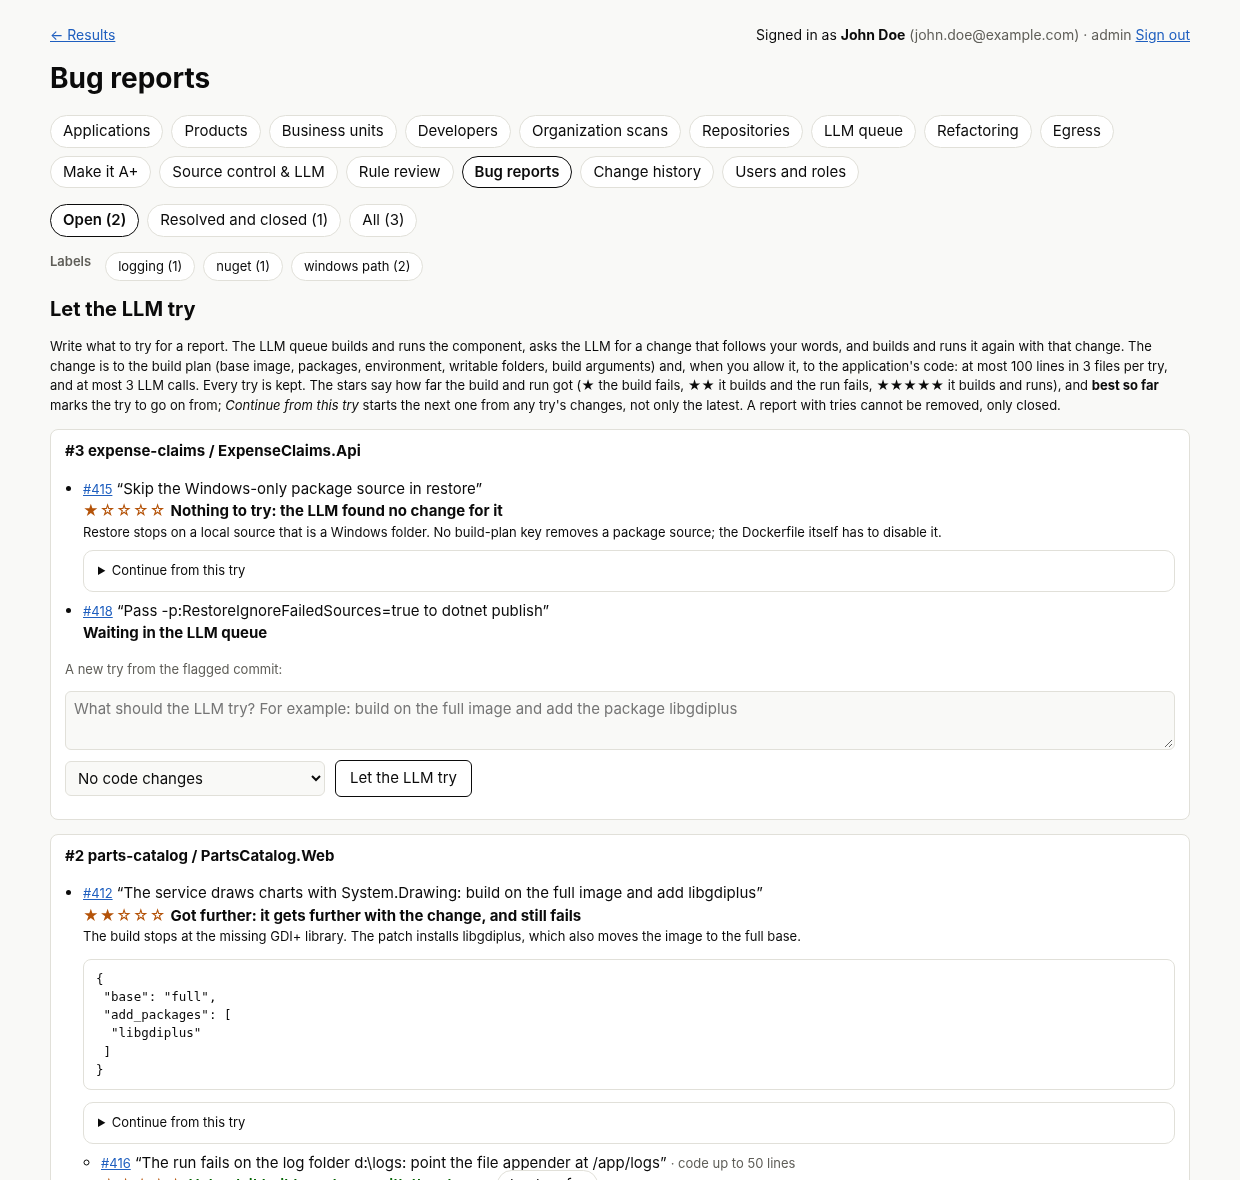 ← Results
Signed in as John Doe (john.doe@example.com) · admin Sign out
Bug reports
Applications Products Business units Developers Organization scans Repositories LLM queue Refactoring Egress
Make it A+ Source control & LLM Rule review Bug reports Change history Users and roles
Open (2) Resolved and closed (1) All (3)
Labels logging (1) nuget (1) windows path (2)
Let the LLM try
Write what to try for a report. The LLM queue builds and runs the component, asks the LLM for a change that follows your words, and builds and runs it again with that change. The
change is to the build plan (base image, packages, environment, writable folders, build arguments) and, when you allow it, to the application's code: at most 100 lines in 3 files per try,
and at most 3 LLM calls. Every try is kept. The stars say how far the build and run got (★ the build fails, ★★ it builds and the run fails, ★★★★★ it builds and runs), and best so far
marks the try to go on from; Continue from this try starts the next one from any try's changes, not only the latest. A report with tries cannot be removed, only closed.
#3 expense-claims / ExpenseClaims.Api
• #415 “Skip the Windows-only package source in restore”
★☆☆☆☆ Nothing to try: the LLM found no change for it
Restore stops on a local source that is a Windows folder. No build-plan key removes a package source; the Dockerfile itself has to disable it.
▶ Continue from this try
• #418 “Pass -p:RestoreIgnoreFailedSources=true to dotnet publish”
Waiting in the LLM queue
A new try from the flagged commit:
What should the LLM try? For example: build on the full image and add the package libgdiplus
No code changes Let the LLM try
#2 parts-catalog / PartsCatalog.Web
• #412 “The service draws charts with System.Drawing: build on the full image and add libgdiplus”
★★☆☆☆ Got further: it gets further with the change, and still fails
The build stops at the missing GDI+ library. The patch installs libgdiplus, which also moves the image to the full base.
{
"base": "full",
"add_packages": [
"libgdiplus"
]
}
▶ Continue from this try
◦ #416 “The run fails on the log folder d:\logs: point the file appender at /app/logs” · code up to 50 lines